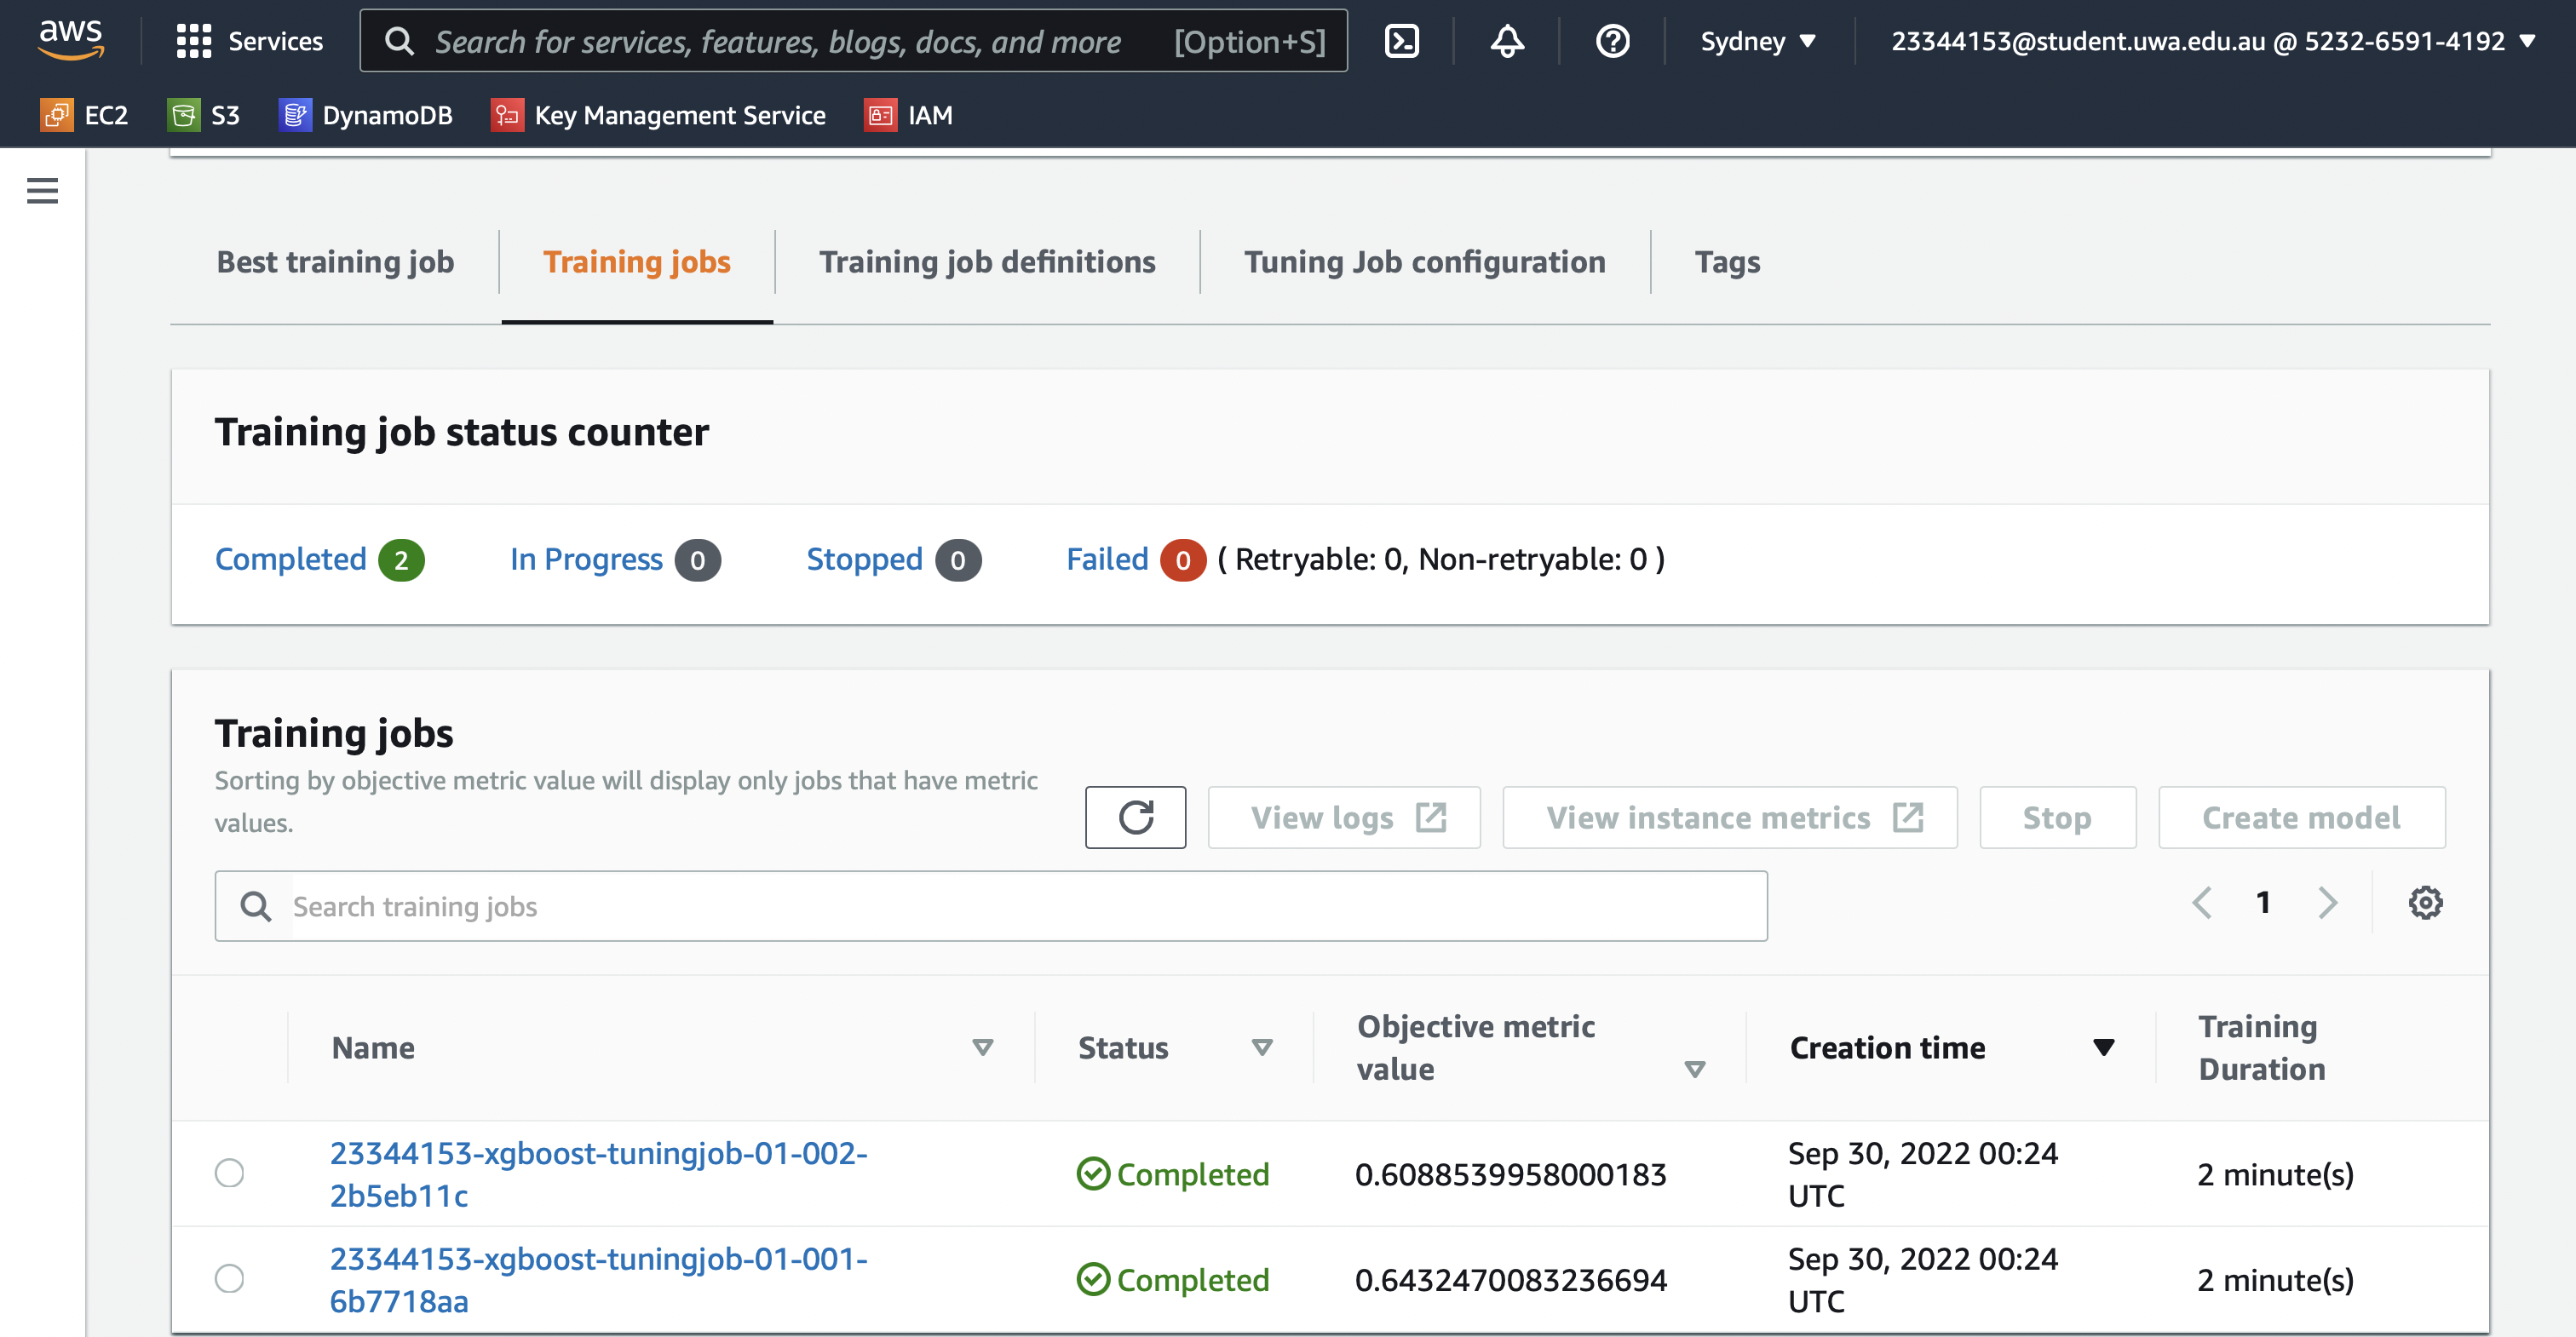 aws Services Search for services, features, blogs, docs, and more [Option+S] Sydney 23344153@student.uwa.edu.au @ 5232-6591-4192
EC2 S3 DynamoDB Key Management Service IAM
Best training job Training jobs Training job definitions Tuning Job configuration Tags
Training job status counter
Completed 2 In Progress 0 Stopped 0 Failed 0 ( Retryable: 0, Non-retryable: 0 )
Training jobs
Sorting by objective metric value will display only jobs that have metric
values.
View logs View instance metrics Stop Create model
Search training jobs
1
Name Status Objective metric value Creation time Training Duration
23344153-xgboost-tuningjob-01-002-
2b5eb11c
Completed 0.6088539958000183 Sep 30, 2022 00:24 UTC 2 minute(s)
23344153-xgboost-tuningjob-01-001-
6b7718aa
Completed 0.6432470083236694 Sep 30, 2022 00:24 UTC 2 minute(s)